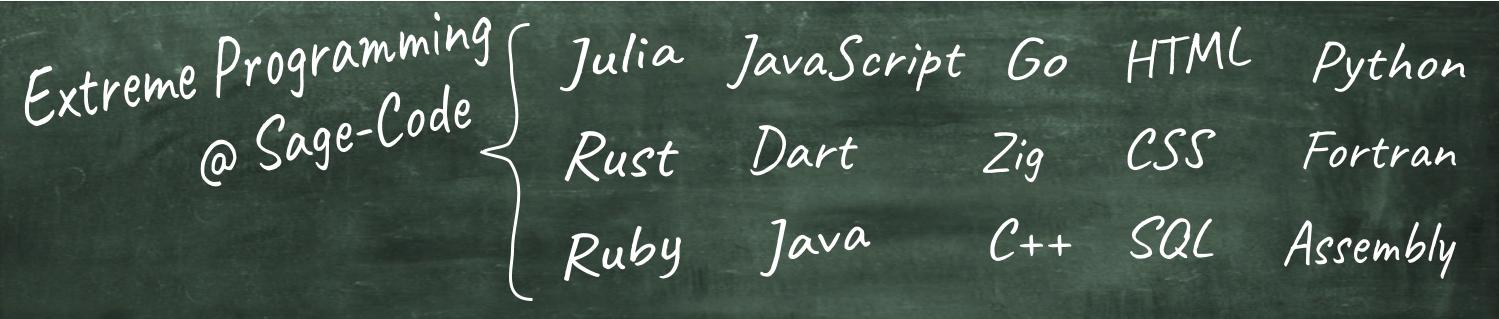 Extreme Programming
@ Sage-Code
Julia JavaScript Go HTML Python
Rust Dart Zig CSS Fortran
Ruby Java C++ SQL Assembly